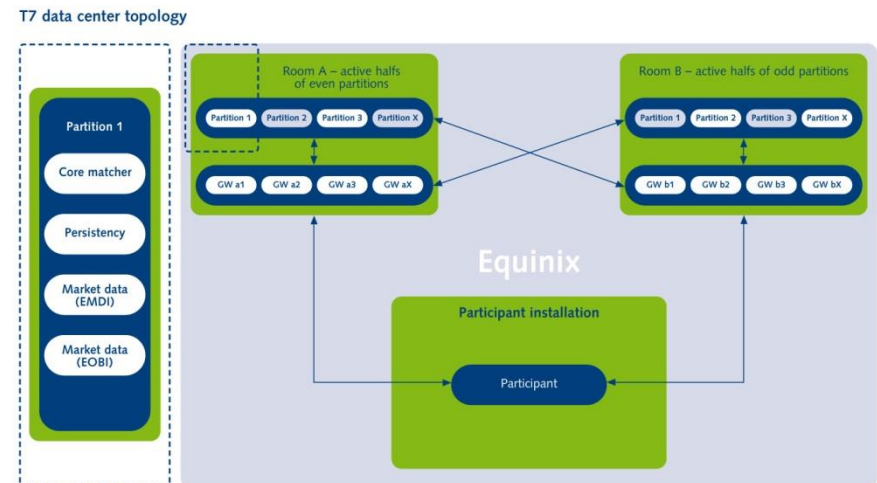 T7 data center topology
Partition 1
Core matcher
Persistency
Market data
(EMDI)
Market data
(EOBI)
Room A – active halfs
of even partitions
Partition 1 Partition 2 Partition 3 Partition X
GW a1 GW a2 GW a3 GW aX
Room B – active halfs of odd partitions
Partition 1 Partition 2 Partition 3 Partition X
GW b1 GW b2 GW b3 GW bX
Equinix
Participant installation
Participant